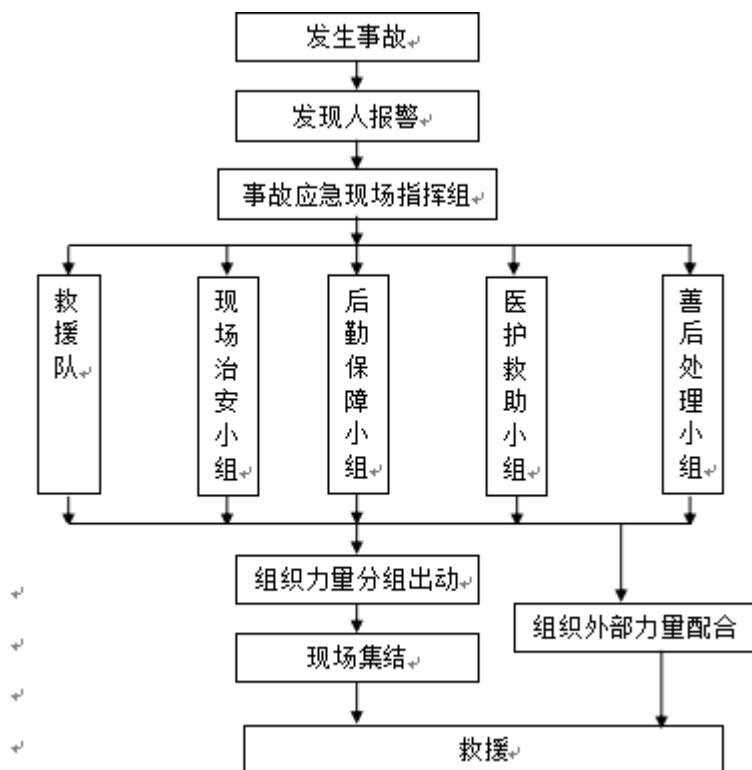 发生事故
发现人报警
事故应急现场指挥组
救援队
现场治安小组
后勤保障小组
医护救助小组
善后处理小组
组织力量分组出动
组织外部力量配合
现场集结
救援